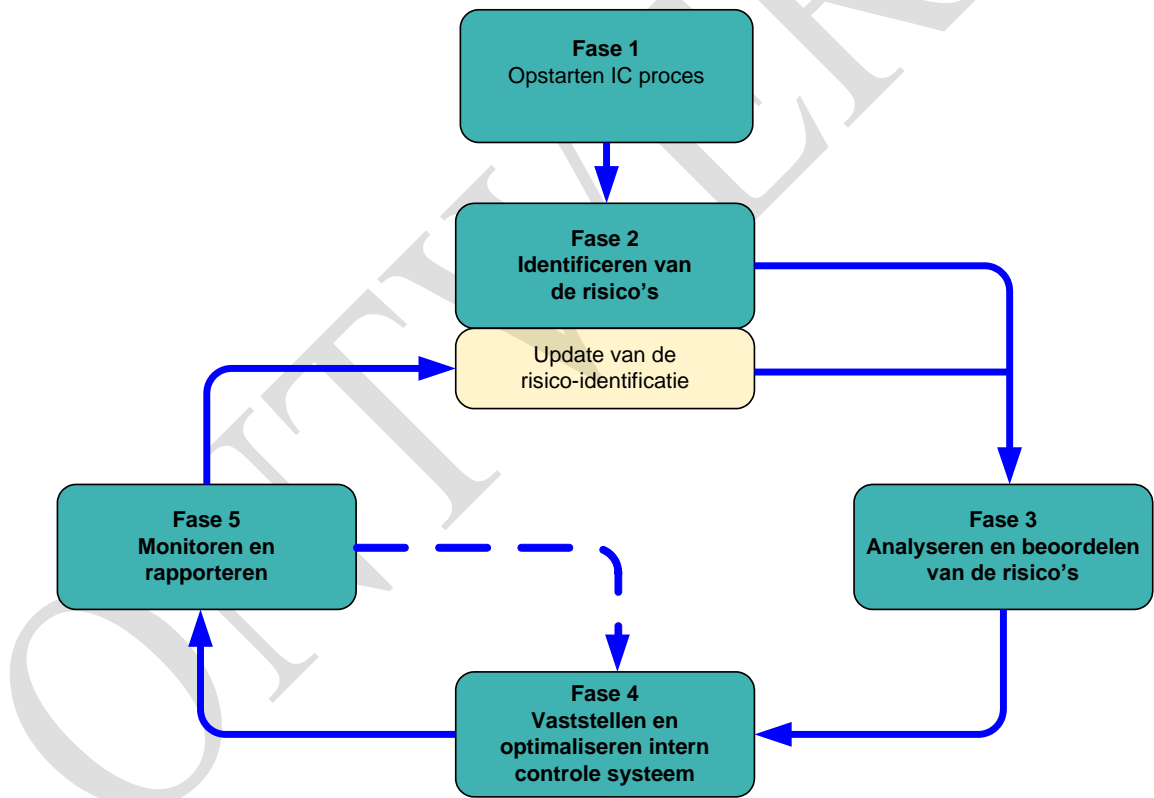 Fase 1
Opstarten IC proces
Fase 2
Identificeren van
de risico’s
Update van de
risico-identificatie
Fase 5
Monitoren en
rapporteren
Fase 3
Analyseren en beoordelen
van de risico’s
Fase 4
Vaststellen en
optimaliseren intern
controle systeem
ONTWER